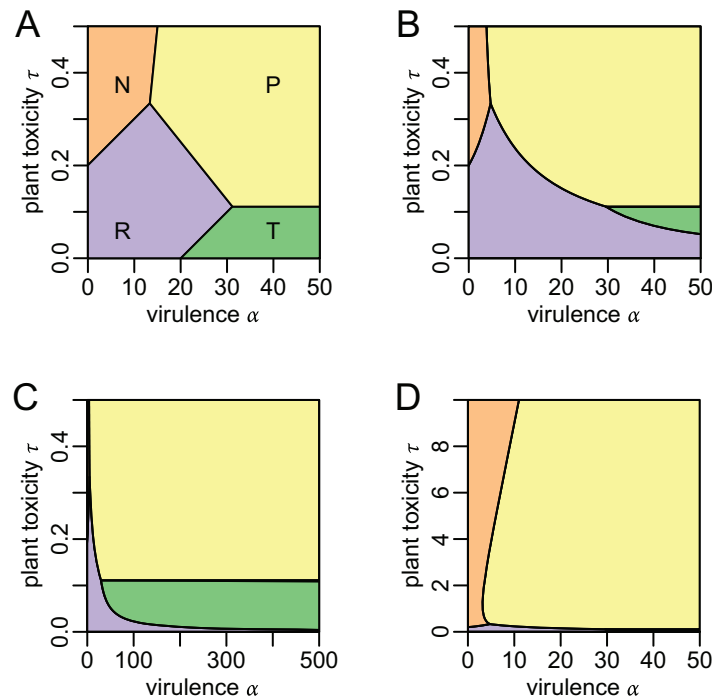 A
plant toxicity τ
0.0 0.2 0.4
N
P
R
T
0 10 20 30 40 50
virulence α
B
plant toxicity τ
0.0 0.2 0.4
0 10 20 30 40 50
virulence α
C
plant toxicity τ
0.0 0.2 0.4
0 100 300 500
virulence α
D
plant toxicity τ
0 2 4 6 8
0 10 20 30 40 50
virulence α